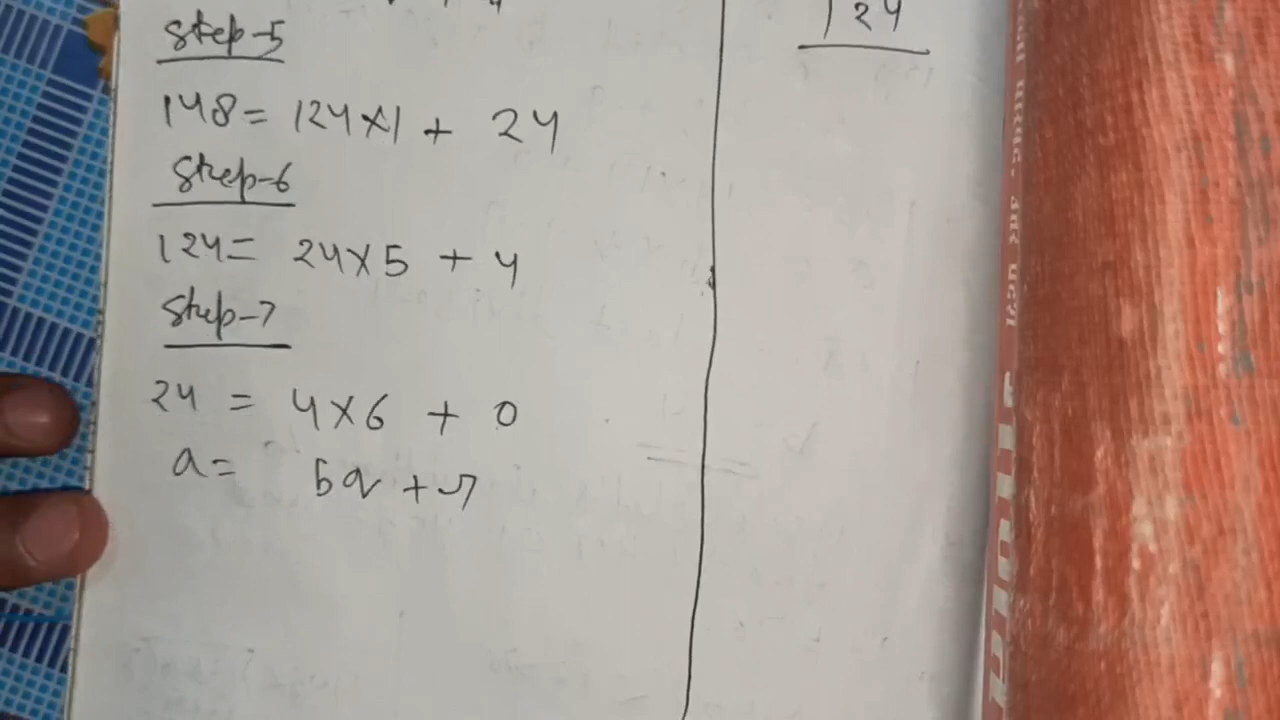 Step-5
148 = 124×1 + 24
Step-6
124 = 24×5 + 4
Step-7
24 = 4×6 + 0
a = bq + r
124